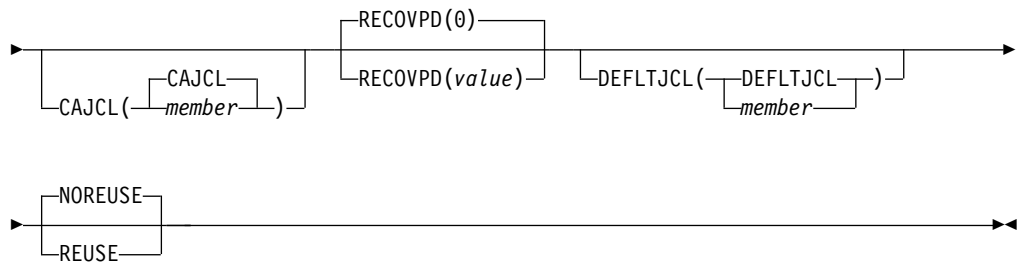 RECOVPD(0)
CAJCL( CAJCL ) RECOVPD(value) DEFLTJCL( DEFLTJCL )
member member
NOREUSE
REUSE